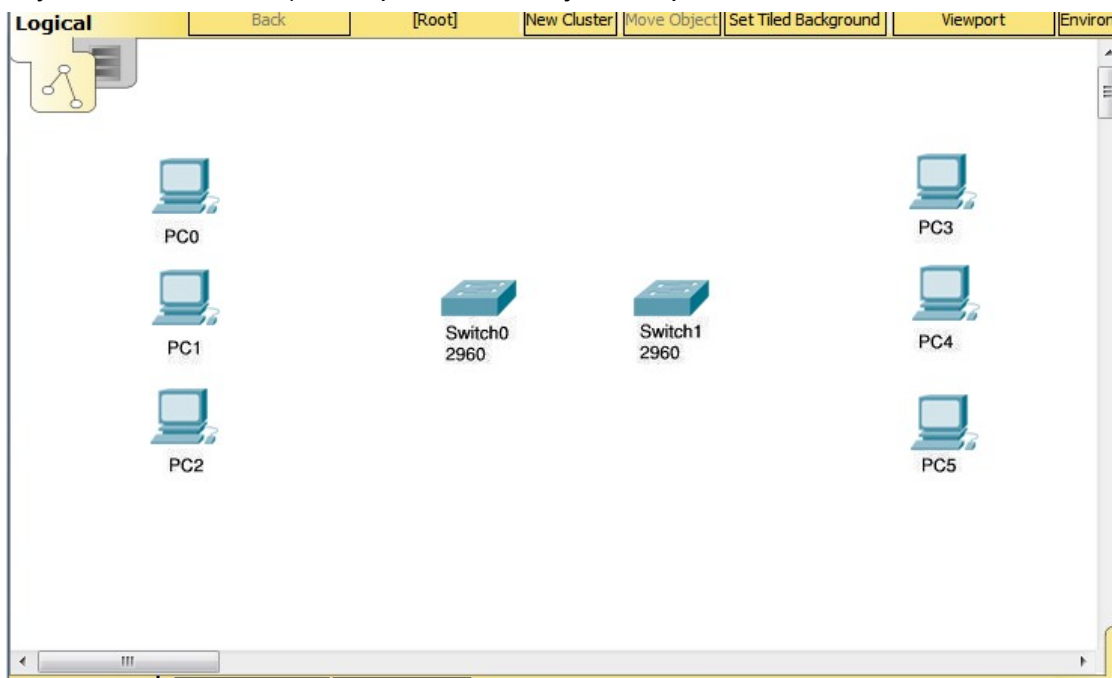 Logical Back [Root] New Cluster Move Object Set Tiled Background Viewport Environ
PC0
PC1
PC2
Switch0
2960
Switch1
2960
PC3
PC4
PC5